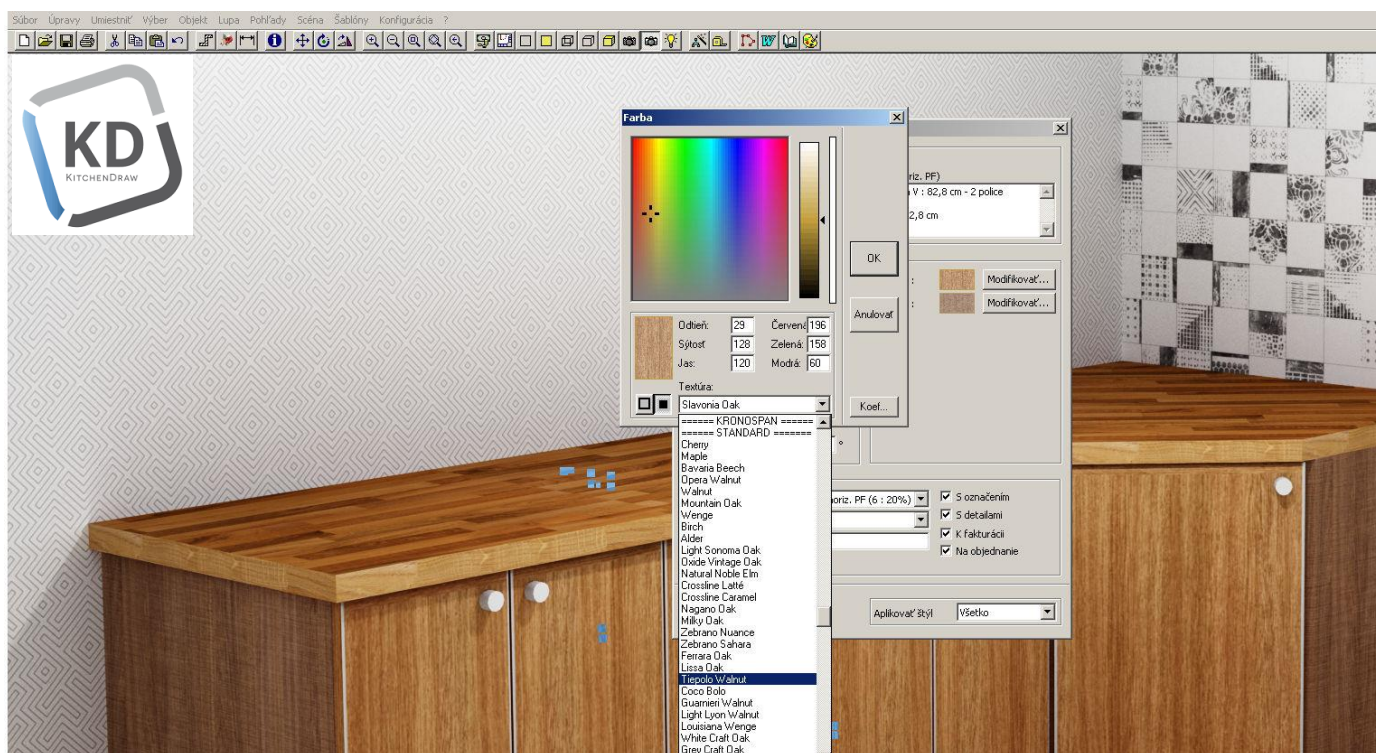 Súbor Úpravy Umiestniť Výber Objekt Lupa Pohľady Scéna Šablóny Konfigurácia ?
KD
KITCHENDRAW
Farba
OK
Anulovať
Koef...
Odtieň: 29 Červená 196
Sýtosť 128 Zelená: 158
Jas: 120 Modrá: 60
Textúra:
Slavonia Oak
====== KRONOSPAN ======
====== STANDARD =======
Cherry
Maple
Bavaria Beech
Opera Walnut
Walnut
Mountain Oak
Wenge
Birch
Alder
Light Sonoma Oak
Oxide Vintage Oak
Natural Noble Elm
Crossline Latté
Crossline Caramel
Nagano Oak
Milky Oak
Zebrano Nuance
Zebrano Sahara
Ferrara Oak
Lissa Oak
Tiepolo Walnut
Coco Bolo
Guarnieri Walnut
Light Lyon Walnut
Louisiana Wenge
White Craft Oak
Grey Craft Oak
riz. PF)
V : 82,8 cm - 2 police
2,8 cm
: Modifikovať...
: Modifikovať...
°
oriz. PF (6 : 20%)
S označením
S detailami
K fakturácii
Na objednanie
Aplikovať štýl Všetko